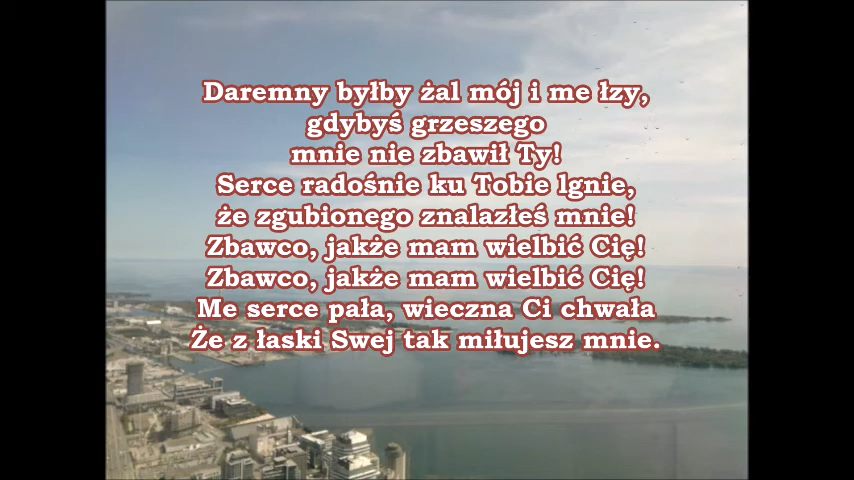 Daremny byłby żal mój i me łzy,
gdybyś grzeszego
mnie nie zbawił Ty!
Serce radośnie ku Tobie lgnie,
że zgubionego znalazłeś mnie!
Zbawco, jakże mam wielbić Cię!
Zbawco, jakże mam wielbić Cię!
Me serce pała, wieczna Ci chwała
Że z łaski Swej tak miłujesz mnie.